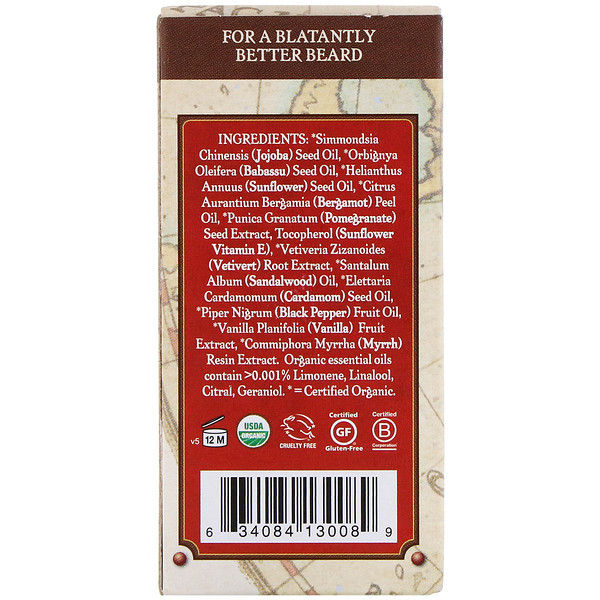 FOR A BLATANTLY
BETTER BEARD
INGREDIENTS: *Simmondsia
Chinensis (Jojoba) Seed Oil, *Orbignya
Oleifera (Babassu) Seed Oil, *Helianthus
Annuus (Sunflower) Seed Oil, *Citrus
Aurantium Bergamia (Bergamot) Peel
Oil, *Punica Granatum (Pomegranate)
Seed Extract, Tocopherol (Sunflower
Vitamin E), *Vetiveria Zizanoides
(Vetivert) Root Extract, *Santalum
Album (Sandalwood) Oil, *Elettaria
Cardamomum (Cardamom) Seed Oil,
*Piper Nigrum (Black Pepper) Fruit Oil,
*Vanilla Planifolia (Vanilla) Fruit
Extract, *Commiphora Myrrha (Myrrh)
Resin Extract. Organic essential oils
contain >0.001% Limonene, Linalool,
Citral, Geraniol. * = Certified Organic.
v5 12 M
USDA
ORGANIC
CRUELTY FREE
Certified
GF
Gluten-Free
Certified
B
Corporation
6 34084 13008 9